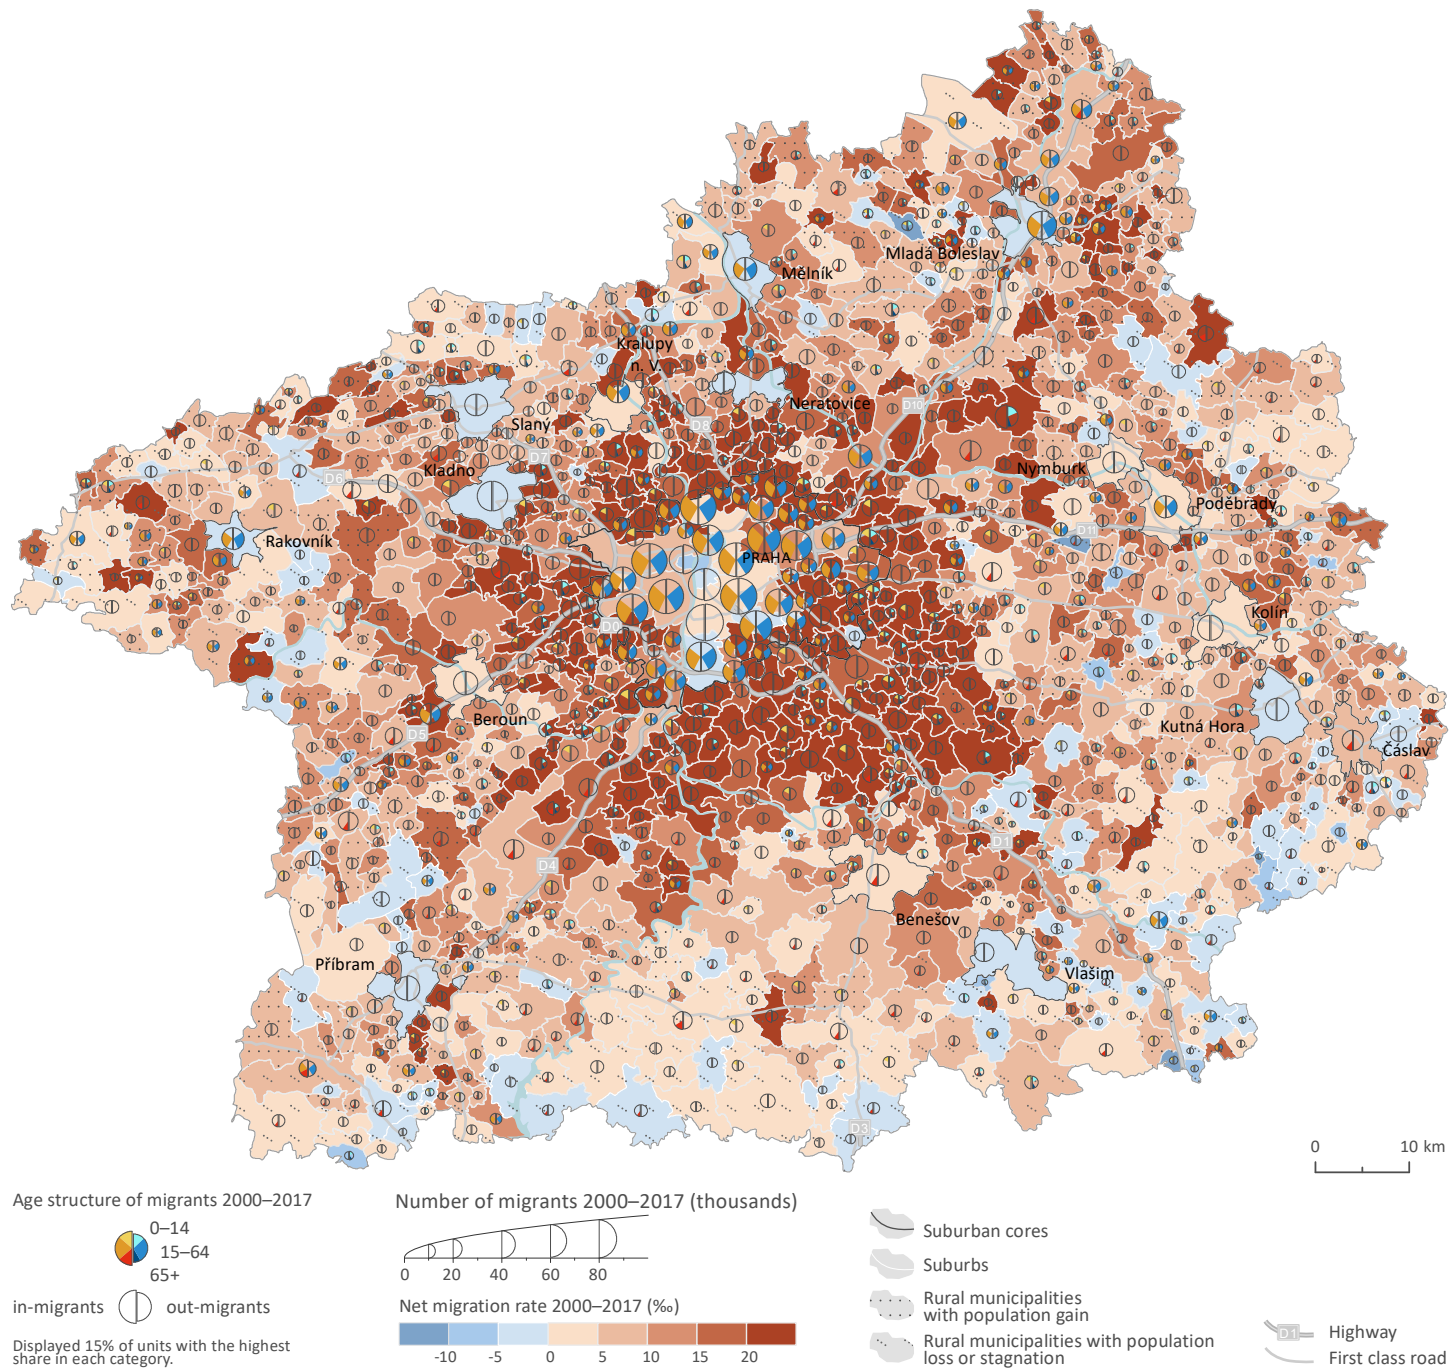 Mladá Boleslav
Mělník
Kralupy
n. V.
Neratovice
D10
D8
Slaný
D7
Kladno
D6
Nymburk
Poděbrady
D11
Rakovník
PRAHA
Kolín
D0
Beroun
D5
Kutná Hora
Čáslav
D4
D1
Benešov
Příbram
Vlašim
D3
0 10 km
Age structure of migrants 2000–2017
0–14
15–64
65+
in-migrants out-migrants
Displayed 15% of units with the highest
share in each category.
Number of migrants 2000–2017 (thousands)
0 20 40 60 80
Net migration rate 2000–2017 (‰)
-10 -5 0 5 10 15 20
Suburban cores
Suburbs
Rural municipalities
with population gain
Rural municipalities with population
loss or stagnation
D1 Highway
First class road